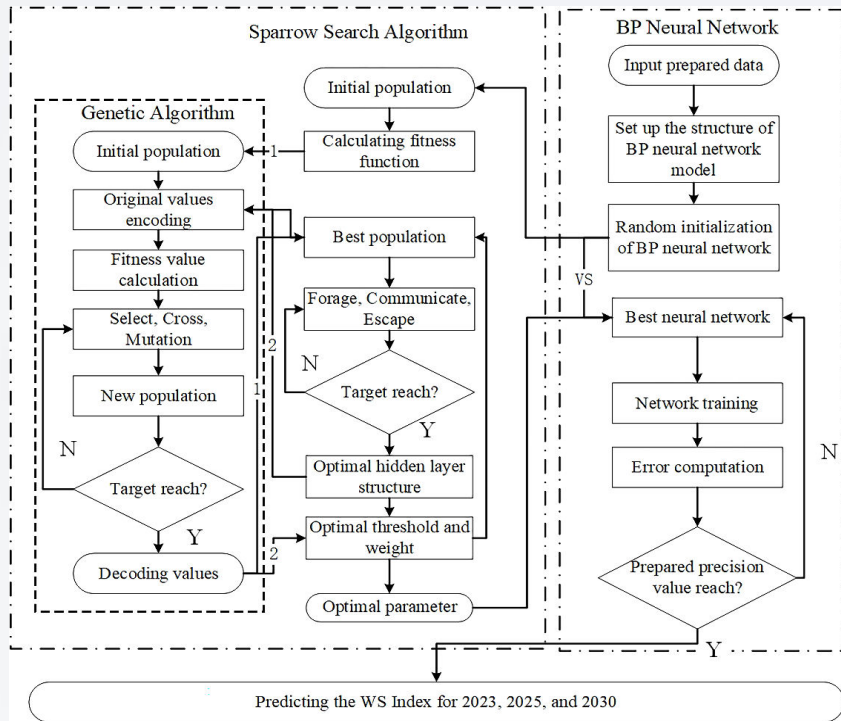 Sparrow Search Algorithm
BP Neural Network
Genetic Algorithm
Initial population
Original values
encoding
Fitness value
calculation
Select, Cross,
Mutation
New population
N
Target reach?
Y
Decoding values
Initial population
Calculating fitness
function
1
Best population
Forage, Communicate,
Escape
2
N
1
Target reach?
Y
Optimal hidden layer
structure
Optimal threshold and
weight
2
Optimal parameter
Input prepared data
Set up the structure of
BP neural network
model
Random initialization
of BP neural network
VS
Best neural network
Network training
N
Error computation
Prepared precision
value reach?
Y
Predicting the WS Index for 2023, 2025, and 2030